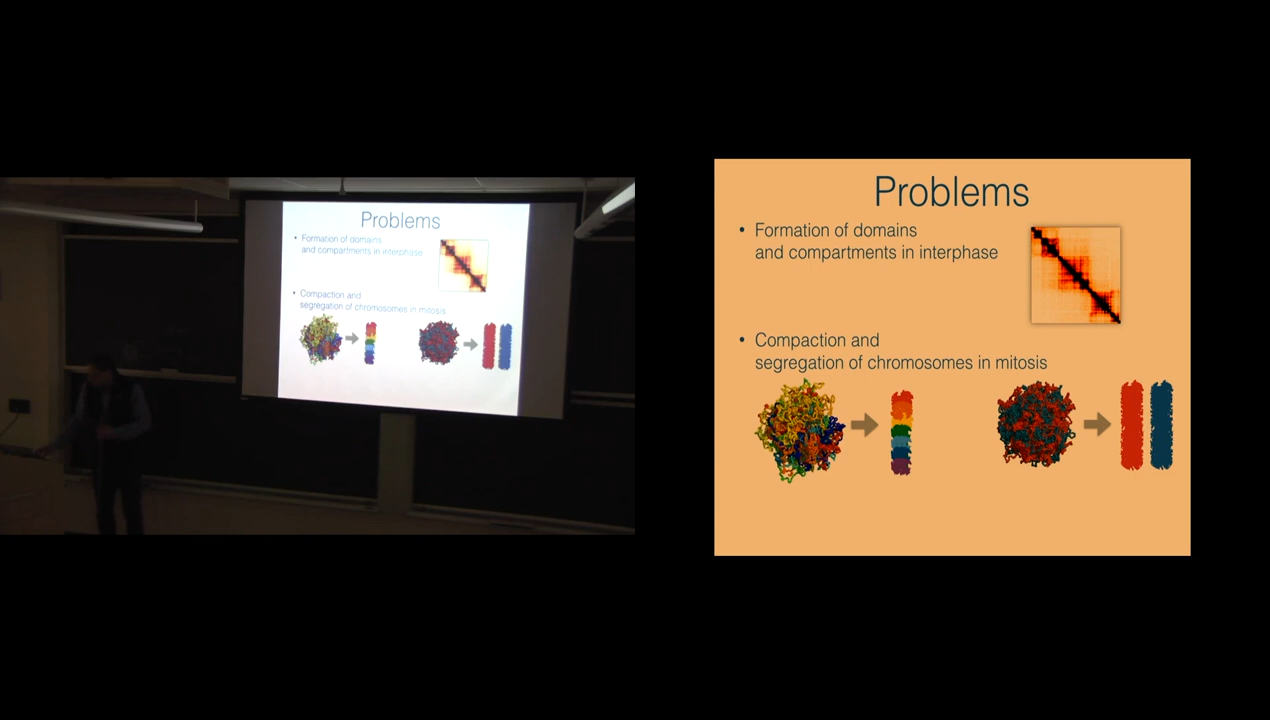 Problems
• Formation of domains
and compartments in interphase
• Compaction and
segregation of chromosomes in mitosis
Problems
• Formation of domains
and compartments in interphase
• Compaction and
segregation of chromosomes in mitosis